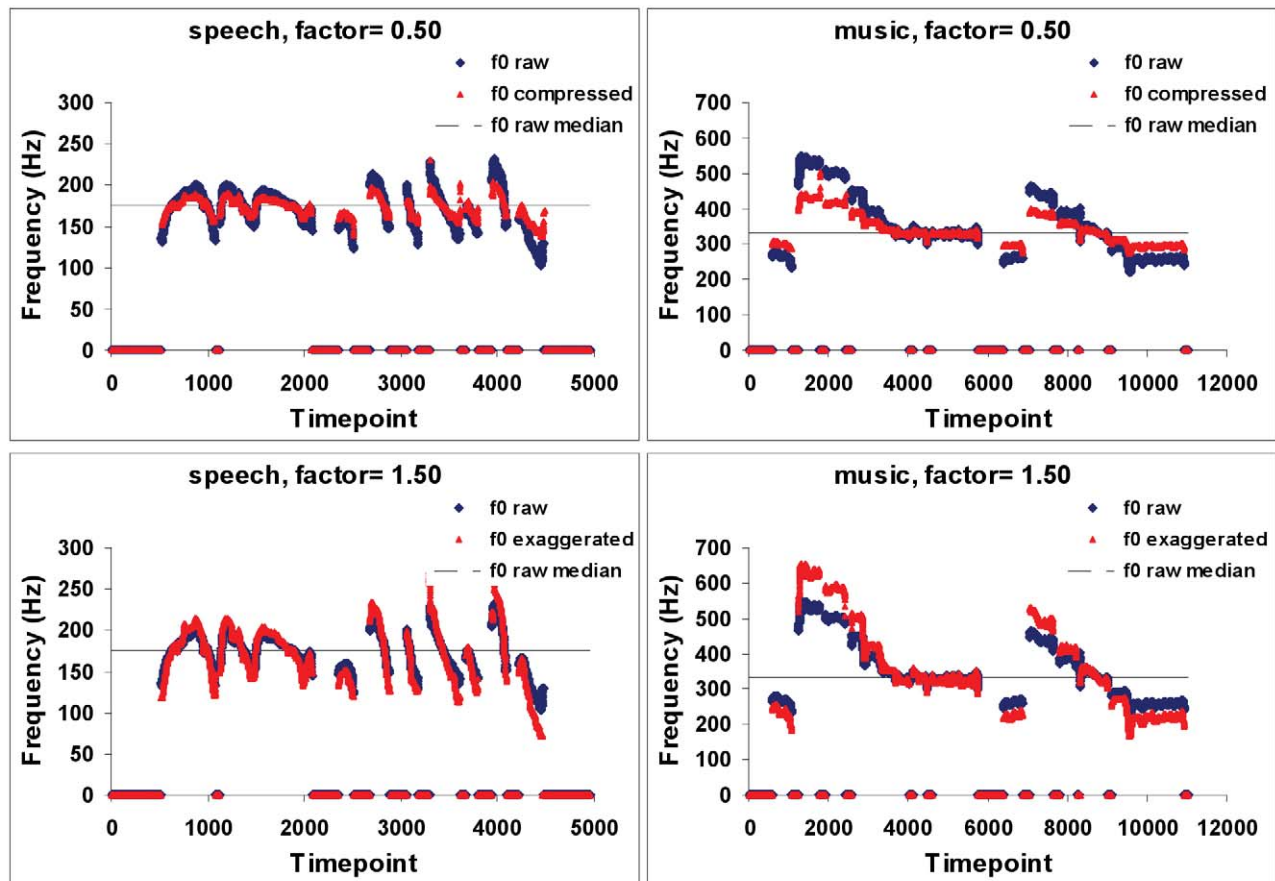 speech, factor= 0.50
f0 raw
f0 compressed
f0 raw median
300
250
200
150
100
50
0
Frequency (Hz)
0 1000 2000 3000 4000 5000
Timepoint
music, factor= 0.50
f0 raw
f0 compressed
f0 raw median
700
600
500
400
300
200
100
0
Frequency (Hz)
0 2000 4000 6000 8000 10000 12000
Timepoint
speech, factor= 1.50
f0 raw
f0 exaggerated
f0 raw median
300
250
200
150
100
50
0
Frequency (Hz)
0 1000 2000 3000 4000 5000
Timepoint
music, factor= 1.50
f0 raw
f0 exaggerated
f0 raw median
700
600
500
400
300
200
100
0
Frequency (Hz)
0 2000 4000 6000 8000 10000 12000
Timepoint